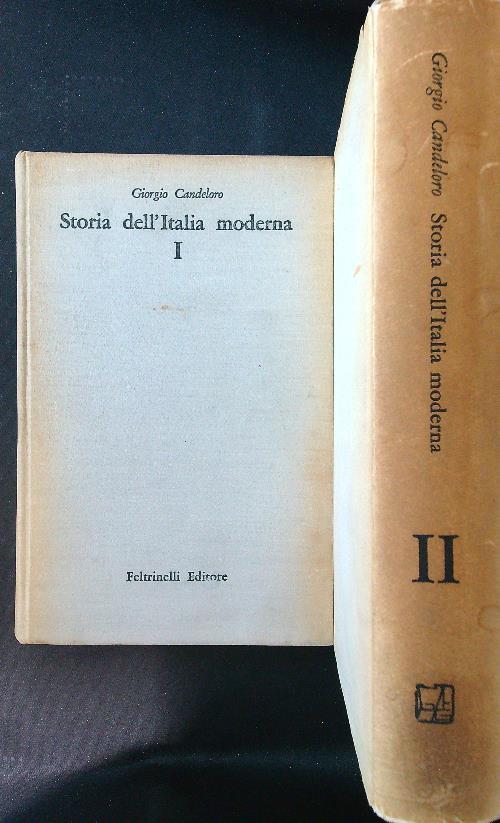 Giorgio Candeloro
Storia dell'Italia moderna
I
Feltrinelli Editore
Giorgio Candeloro Storia dell'Italia moderna
II